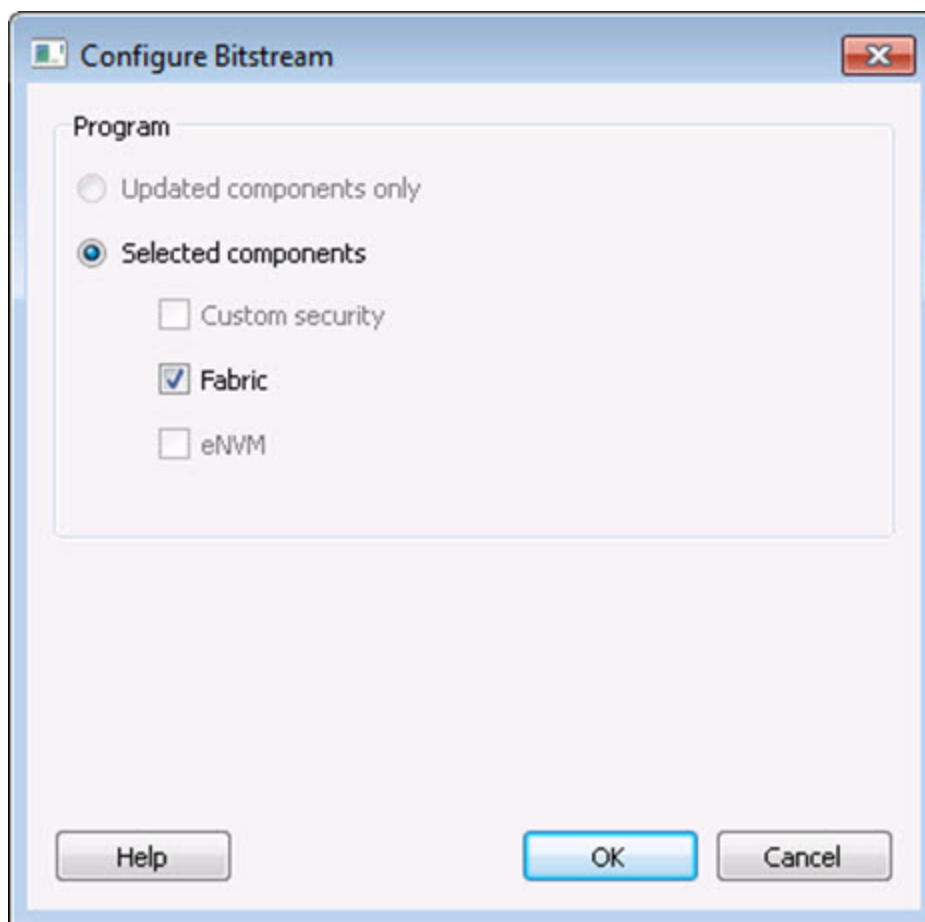 Configure Bitstream
Program
Updated components only
Selected components
Custom security
Fabric
eNVM
Help
OK
Cancel